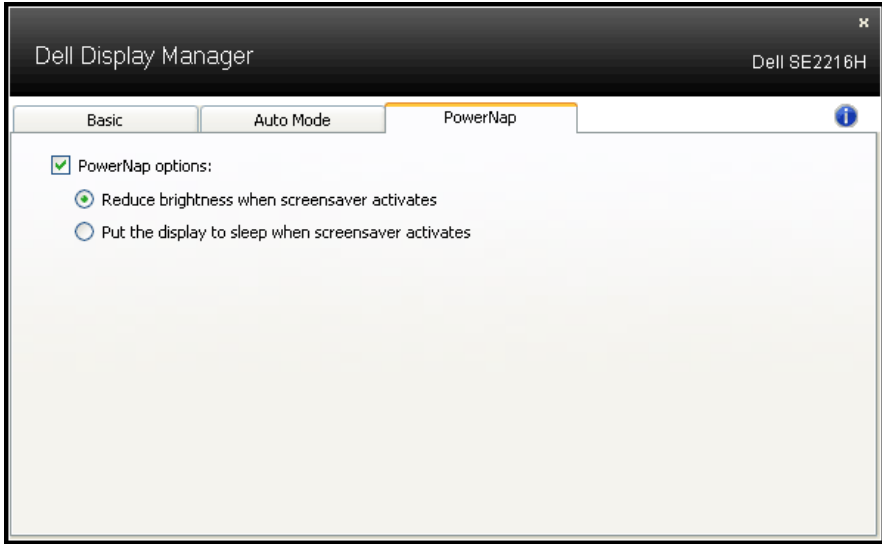 Dell Display Manager
Dell SE2216H
Basic
Auto Mode
PowerNap
PowerNap options:
Reduce brightness when screensaver activates
Put the display to sleep when screensaver activates